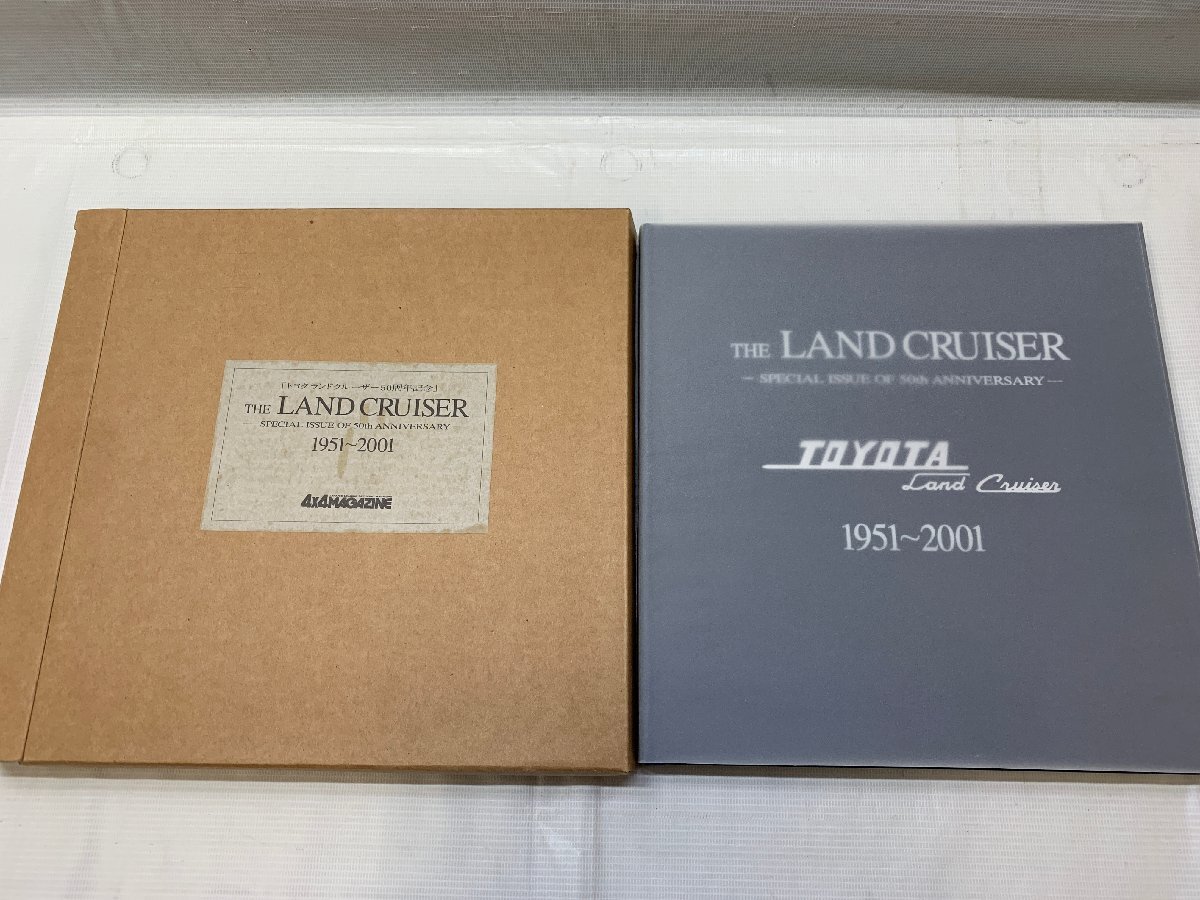 「トヨタ ランドクルーザー50周年記念」
THE LAND CRUISER
SPECIAL ISSUE OF 50th ANNIVERSARY
1951~2001
4x4MAGAZINE
THE LAND CRUISER
— SPECIAL ISSUE OF 50th ANNIVERSARY —
TOYOTA
Land Cruiser
1951~2001